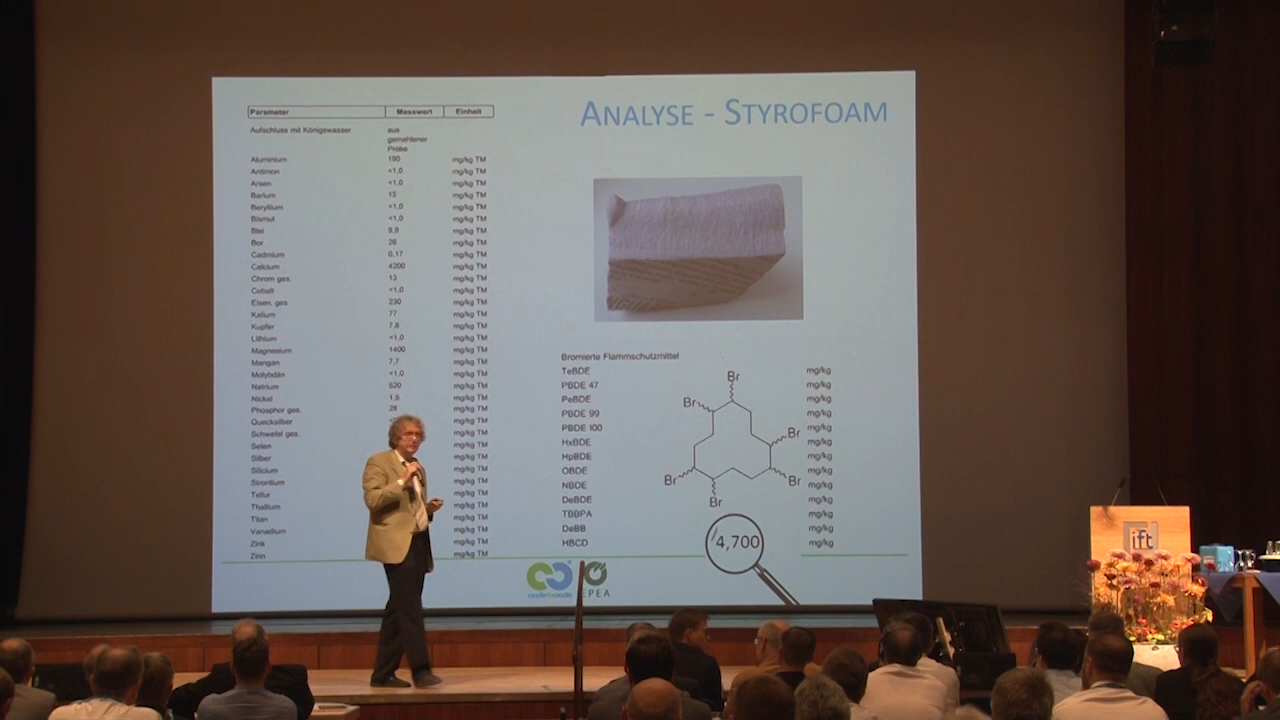 ANALYSE - STYROFOAM
Parameter Messwert Einheit
Aufschluss mit Königswasser aus
gemahlener
Probe
Aluminium 190 mg/kg TM
Antimon <1,0 mg/kg TM
Arsen <1,0 mg/kg TM
Barium 15 mg/kg TM
Beryllium <1,0 mg/kg TM
Bismut <1,0 mg/kg TM
Blei 9,9 mg/kg TM
Bor 26 mg/kg TM
Cadmium 0,17 mg/kg TM
Calcium 4200 mg/kg TM
Chrom ges. 13 mg/kg TM
Cobalt <1,0 mg/kg TM
Eisen, ges. 230 mg/kg TM
Kalium 77 mg/kg TM
Kupfer 7,8 mg/kg TM
Lithium <1,0 mg/kg TM
Magnesium 1400 mg/kg TM
Mangan 7,7 mg/kg TM
Molybdän <1,0 mg/kg TM
Natrium 520 mg/kg TM
Nickel 1,5 mg/kg TM
Phosphor ges. 28 mg/kg TM
Quecksilber mg/kg TM
Schwefel ges. mg/kg TM
Selen mg/kg TM
Silber mg/kg TM
Silicium mg/kg TM
Strontium mg/kg TM
Tellur mg/kg TM
Thallium mg/kg TM
Titan mg/kg TM
Vanadium mg/kg TM
Zink mg/kg TM
Zinn mg/kg TM
Bromierte Flammschutzmittel
TeBDE mg/kg
PBDE 47 mg/kg
PeBDE mg/kg
PBDE 99 mg/kg
PBDE 100 mg/kg
HxBDE mg/kg
HpBDE mg/kg
OBDE mg/kg
NBDE mg/kg
DeBDE mg/kg
TBBPA mg/kg
DeBB mg/kg
HBCD 4,700 mg/kg
Br
Br
Br
Br
Br
Br
cradletocradle
EPEA
ift